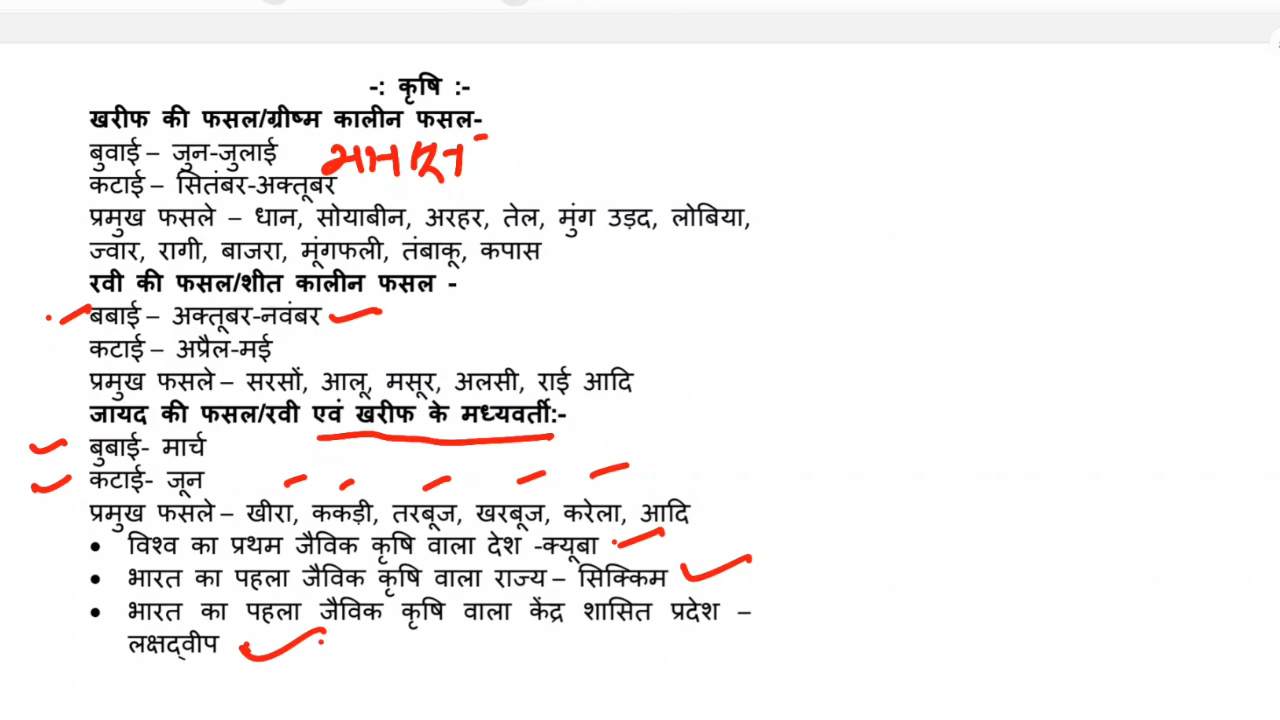 -: कृषि :-
खरीफ की फसल/ग्रीष्म कालीन फसल-
बुवाई – जुन-जुलाई
कटाई – सितंबर-अक्तूबर
प्रमुख फसले – धान, सोयाबीन, अरहर, तेल, मुंग उड़द, लोबिया,
ज्वार, रागी, बाजरा, मूंगफली, तंबाकू, कपास
रवी की फसल/शीत कालीन फसल -
बबाई – अक्तूबर-नवंबर
कटाई – अप्रैल-मई
प्रमुख फसले – सरसों, आलू, मसूर, अलसी, राई आदि
जायद की फसल/रवी एवं खरीफ के मध्यवर्ती:-
बुबाई- मार्च
कटाई- जून
प्रमुख फसले – खीरा, ककड़ी, तरबूज, खरबूज, करेला, आदि
• विश्व का प्रथम जैविक कृषि वाला देश -क्यूबा
• भारत का पहला जैविक कृषि वाला राज्य – सिक्किम
• भारत का पहला जैविक कृषि वाला केंद्र शासित प्रदेश –
लक्षद्वीप